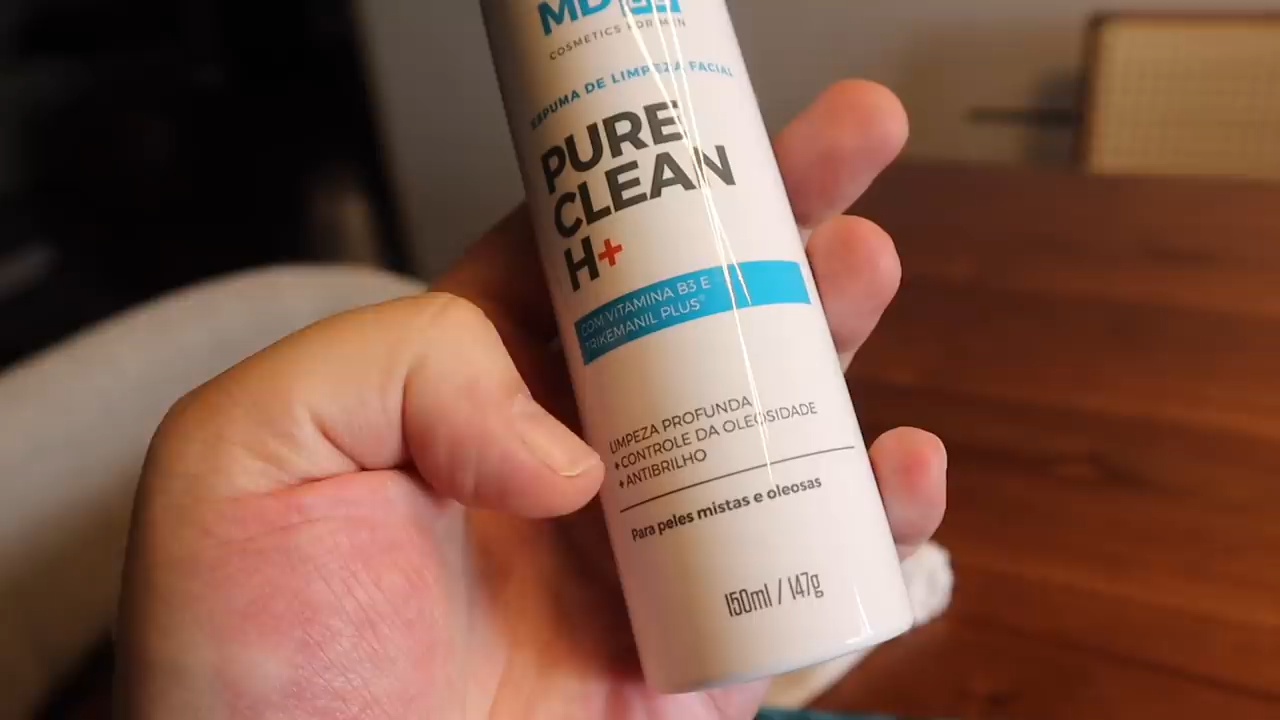 MD
COSMETICS FOR MEN
ESPUMA DE LIMPEZA FACIAL
PURE
CLEAN
H+
COM VITAMINA B3 E
TRIKEMANIL PLUS®
LIMPEZA PROFUNDA
+CONTROLE DA OLEOSIDADE
+ANTIBRILHO
Para peles mistas e oleosas
150ml / 147g